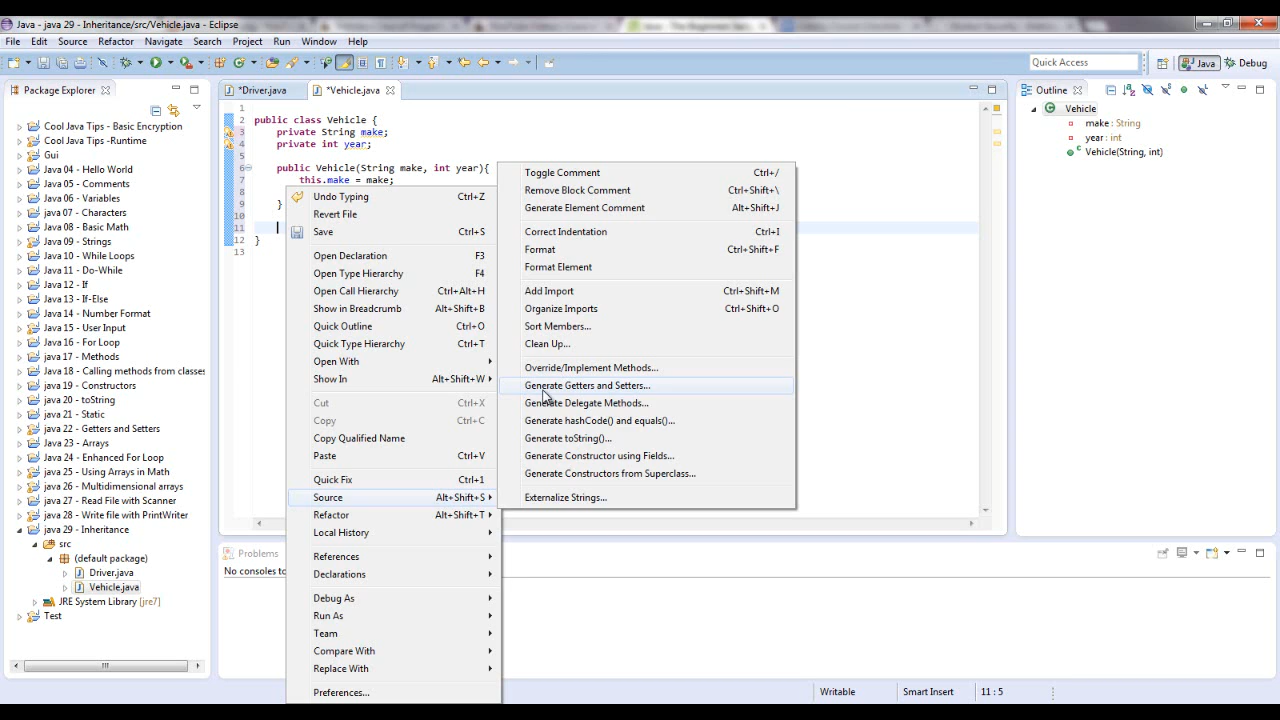 Java - java 29 - Inheritance/src/Vehicle.java - Eclipse
File Edit Source Refactor Navigate Search Project Run Window Help
Quick Access
Java
Debug
Package Explorer
Cool Java Tips - Basic Encryption
Cool Java Tips -Runtime
Gui
Java 04 - Hello World
Java 05 - Comments
Java 06 - Variables
java 07 - Characters
Java 08 - Basic Math
Java 09 - Strings
Java 10 - While Loops
Java 11 - Do-While
Java 12 - If
Java 13 - If-Else
Java 14 - Number Format
Java 15 - User Input
Java 16 - For Loop
java 17 - Methods
Java 18 - Calling methods from classes
java 19 - Constructors
java 20 - toString
java 21 - Static
java 22 - Getters and Setters
Java 23 - Arrays
Java 24 - Enhanced For Loop
java 25 - Using Arrays in Math
java 26 - Multidimensional arrays
java 27 - Read File with Scanner
Java 28 - Write file with PrintWriter
java 29 - Inheritance
src
(default package)
Driver.java
Vehicle.java
JRE System Library [jre7]
Test
*Driver.java
*Vehicle.java
1
2 public class Vehicle {
3 private String make;
4 private int year;
5
6 public Vehicle(String make, int year){
7 this.make = make;
8
9 }
10
11
12 }
13
Undo Typing Ctrl+Z
Revert File
Save Ctrl+S
Open Declaration F3
Open Type Hierarchy F4
Open Call Hierarchy Ctrl+Alt+H
Show in Breadcrumb Alt+Shift+B
Quick Outline Ctrl+O
Quick Type Hierarchy Ctrl+T
Open With
Show In Alt+Shift+W
Cut Ctrl+X
Copy Ctrl+C
Copy Qualified Name
Paste Ctrl+V
Quick Fix Ctrl+1
Source Alt+Shift+S
Refactor Alt+Shift+T
Local History
References
Declarations
Debug As
Run As
Team
Compare With
Replace With
Preferences...
Toggle Comment Ctrl+/
Remove Block Comment Ctrl+Shift+\
Generate Element Comment Alt+Shift+J
Correct Indentation Ctrl+I
Format Ctrl+Shift+F
Format Element
Add Import Ctrl+Shift+M
Organize Imports Ctrl+Shift+O
Sort Members...
Clean Up...
Override/Implement Methods...
Generate Getters and Setters...
Generate Delegate Methods...
Generate hashCode() and equals()...
Generate toString()...
Generate Constructor using Fields...
Generate Constructors from Superclass...
Externalize Strings...
Outline
Vehicle
make : String
year : int
Vehicle(String, int)
Problems
No consoles to
Writable
Smart Insert
11 : 5